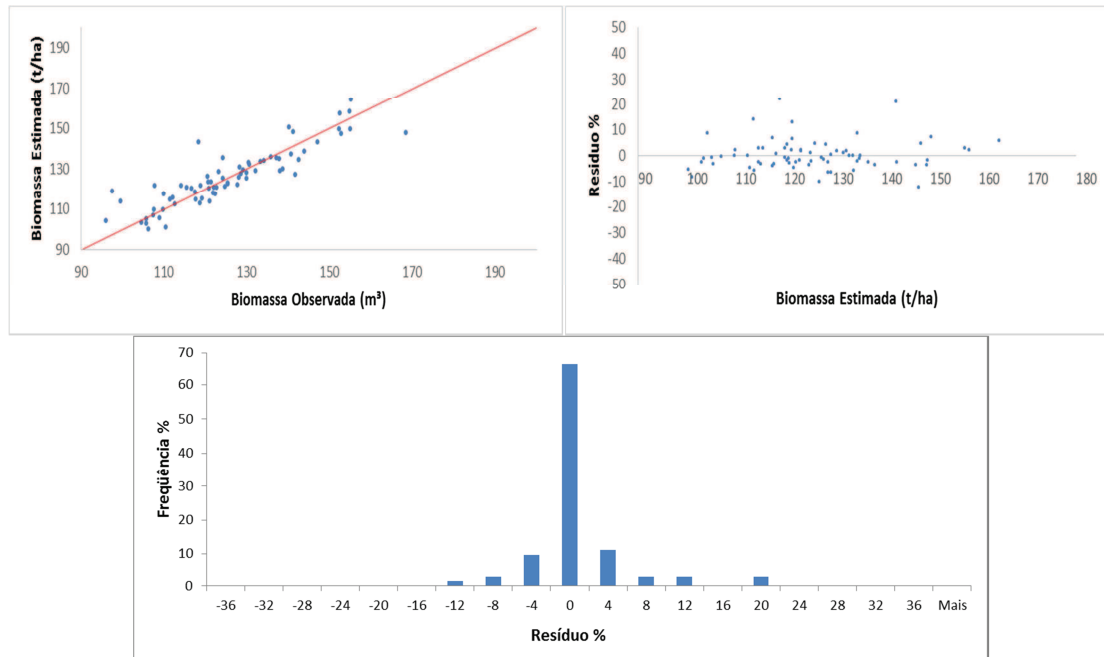 190
170
150
130
110
90
Biomassa Estimada (t/ha)
90 110 130 150 170 190
Biomassa Observada (m³)
50
40
30
20
10
0
-10
-20
-30
-40
50
Residuo %
90 100 110 120 130 140 150 160 170 180
Biomassa Estimada (t/ha)
70
60
50
40
30
20
10
0
Freqüência %
-36 -32 -28 -24 -20 -16 -12 -8 -4 0 4 8 12 20 24 28 32 36 Mais
Resíduo %